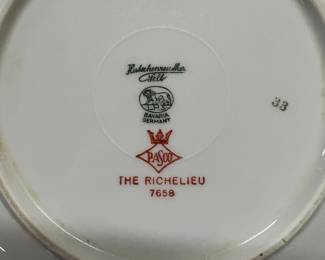 Hutschenreuther
Selb
BAVARIA
GERMANY
PASCO
THE RICHELIEU
7658
33